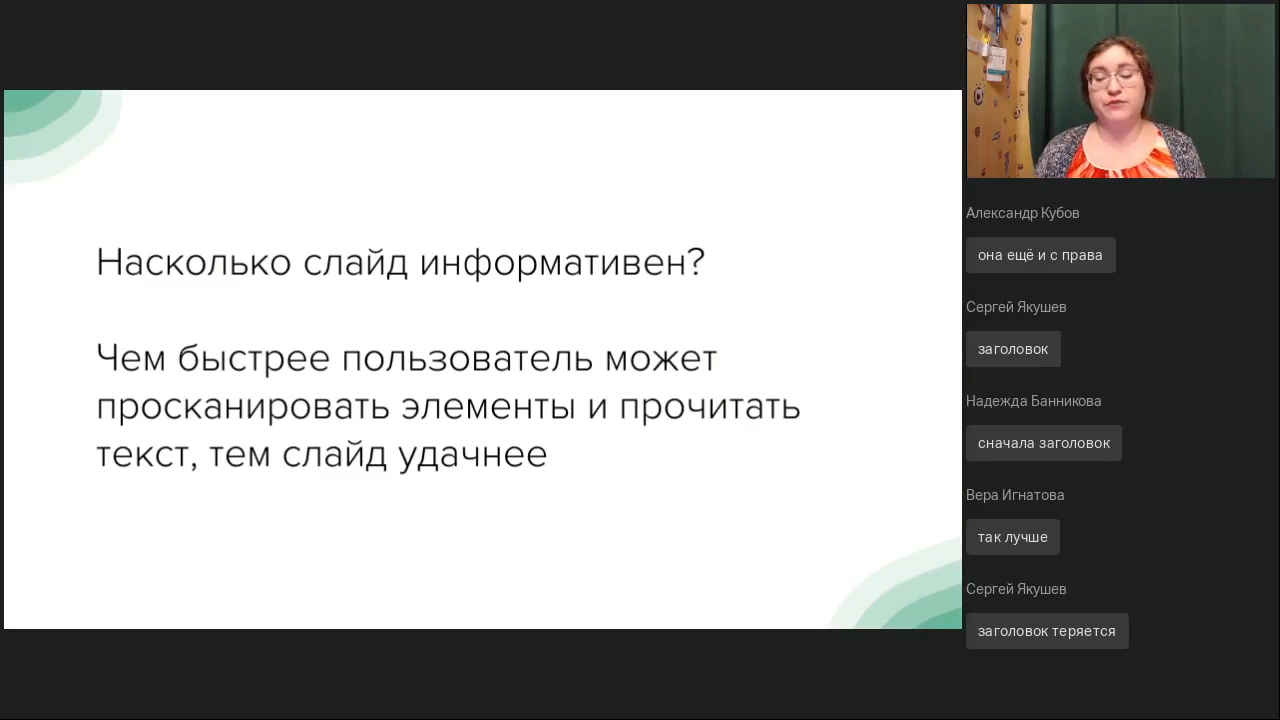 Насколько слайд информативен?
Чем быстрее пользователь может
просканировать элементы и прочитать
текст, тем слайд удачнее
Александр Кубов
она ещё и с права
Сергей Якушев
заголовок
Надежда Банникова
сначала заголовок
Вера Игнатова
так лучше
Сергей Якушев
заголовок теряется